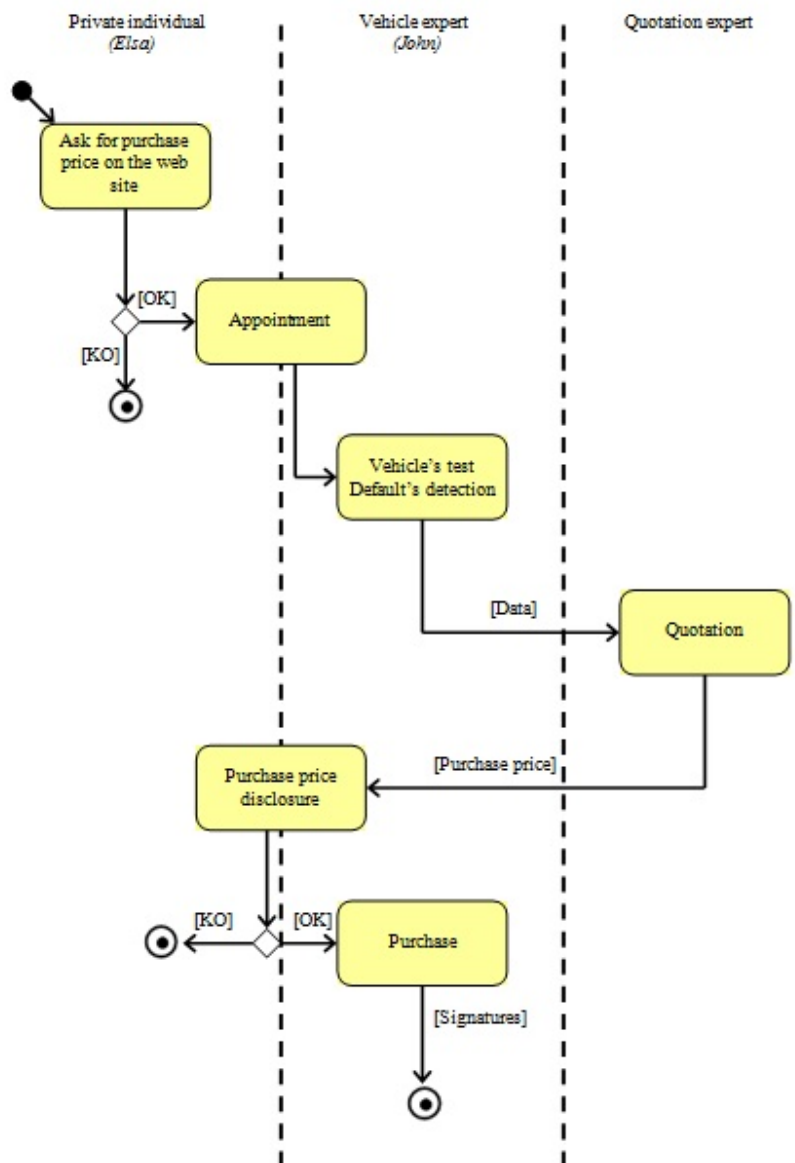 Private individual
(Elsa)
Vehicle expert
(John)
Quotation expert
Ask for purchase
price on the web
site
[OK]
Appointment
[KO]
Vehicle's test
Default's detection
[Data]
Quotation
[Purchase price]
Purchase price
disclosure
[KO]
[OK]
Purchase
[Signatures]